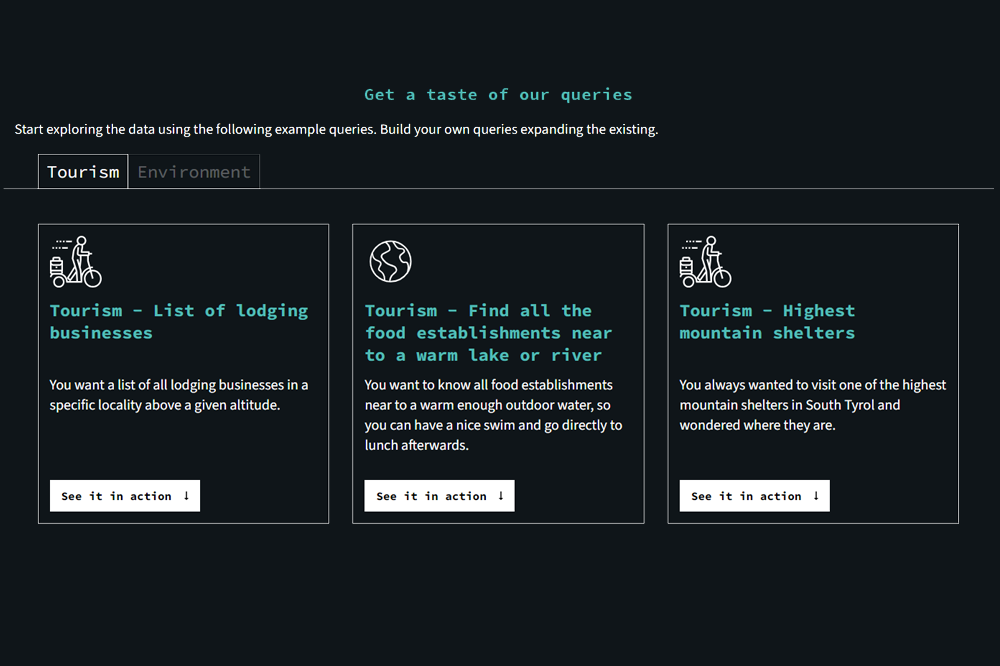 Get a taste of our queries
Start exploring the data using the following example queries. Build your own queries expanding the existing.
Tourism
Environment
Tourism - List of lodging
businesses
You want a list of all lodging businesses in a
specific locality above a given altitude.
See it in action ↓
Tourism - Find all the
food establishments near
to a warm lake or river
You want to know all food establishments
near to a warm enough outdoor water, so
you can have a nice swim and go directly to
lunch afterwards.
See it in action ↓
Tourism - Highest
mountain shelters
You always wanted to visit one of the highest
mountain shelters in South Tyrol and
wondered where they are.
See it in action ↓